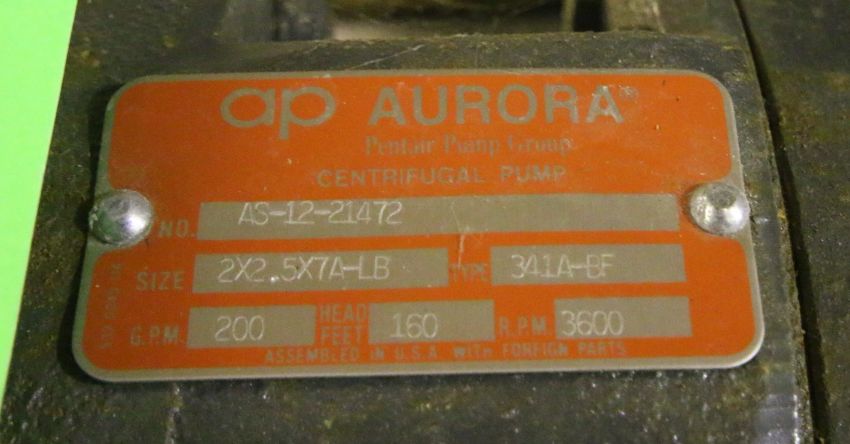 ap AURORA®
Pentair Pump Group
CENTRIFUGAL PUMP
NO. AS-12-21472
SIZE 2X2.5X7A-LB TYPE 341A-BF
G.P.M. 200 HEAD FEET 160 R.P.M. 3600
ASSEMBLED IN U.S.A. WITH FOREIGN PARTS